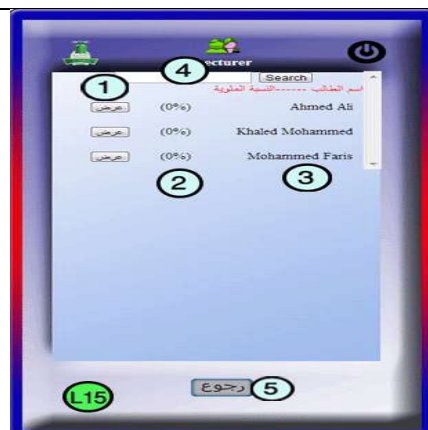 4 ecturer
1 Search
اسم الطالب ------النسبة المئوية
عرض (0%) Ahmed Ali
عرض (0%) Khaled Mohammed
عرض (0%) Mohammed Faris
2 3
رجوع 5
L15